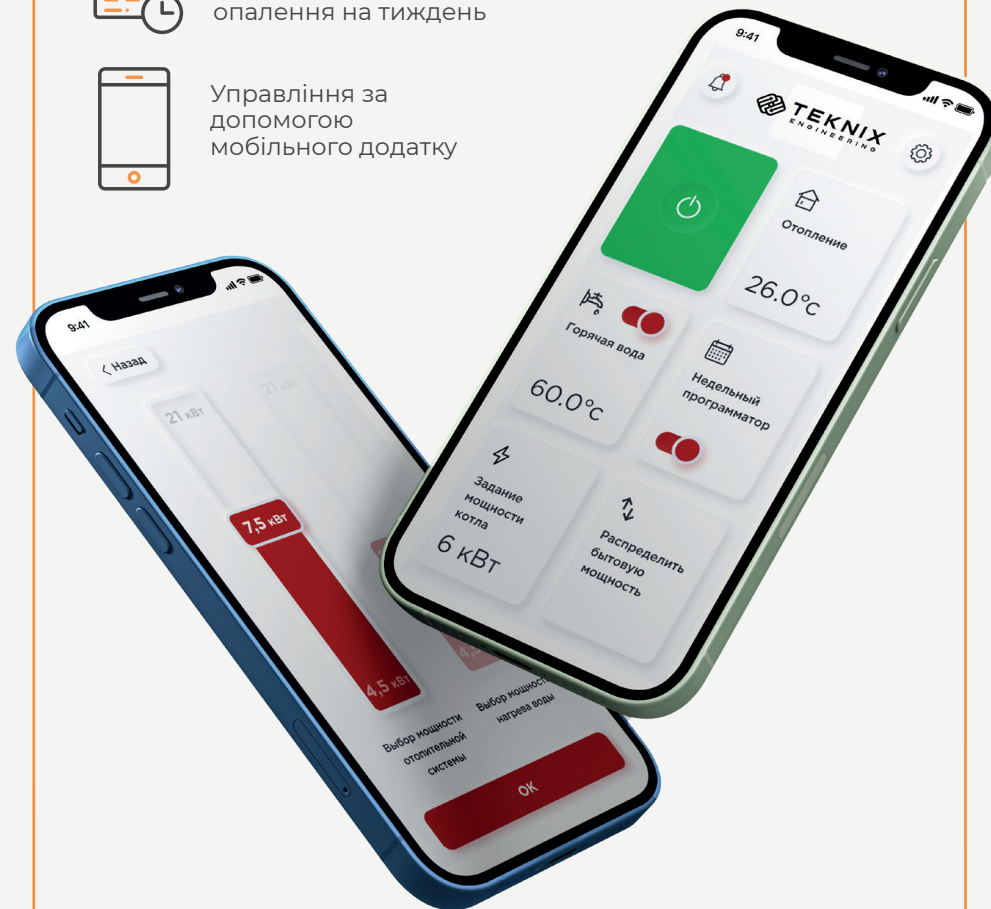 опалення на тиждень
Управління за
допомогою
мобільного додатку
9:41
TEKNIX
ENGINEERING
Отопление
26.0°c
Горячая вода
60.0°c
Недельный
программатор
Задание
мощности
котла
6 кВт
Распределить
бытовую
мощность
9:41
Назад
21 кВт
21 кВт
7,5 кВт
4,5 кВт
Выбор мощности
отопительной
системы
Выбор мощности
нагрева воды
OK